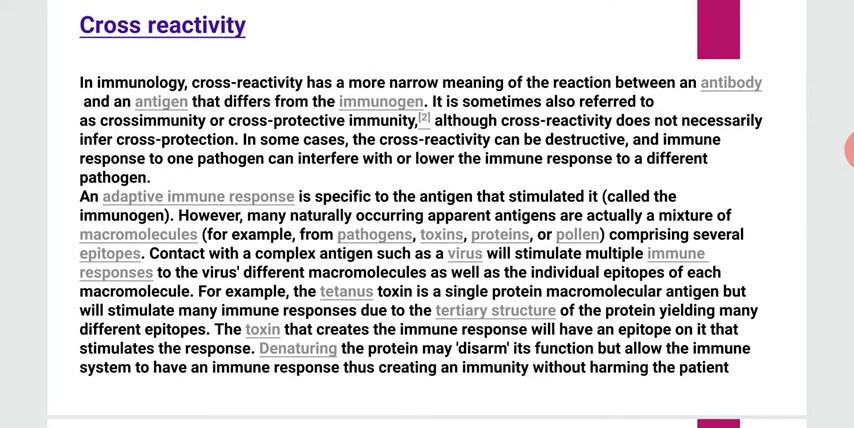 Cross reactivity
In immunology, cross-reactivity has a more narrow meaning of the reaction between an antibody
and an antigen that differs from the immunogen. It is sometimes also referred to
as crossimmunity or cross-protective immunity,[2] although cross-reactivity does not necessarily
infer cross-protection. In some cases, the cross-reactivity can be destructive, and immune
response to one pathogen can interfere with or lower the immune response to a different
pathogen.
An adaptive immune response is specific to the antigen that stimulated it (called the
immunogen). However, many naturally occurring apparent antigens are actually a mixture of
macromolecules (for example, from pathogens, toxins, proteins, or pollen) comprising several
epitopes. Contact with a complex antigen such as a virus will stimulate multiple immune
responses to the virus' different macromolecules as well as the individual epitopes of each
macromolecule. For example, the tetanus toxin is a single protein macromolecular antigen but
will stimulate many immune responses due to the tertiary structure of the protein yielding many
different epitopes. The toxin that creates the immune response will have an epitope on it that
stimulates the response. Denaturing the protein may 'disarm' its function but allow the immune
system to have an immune response thus creating an immunity without harming the patient